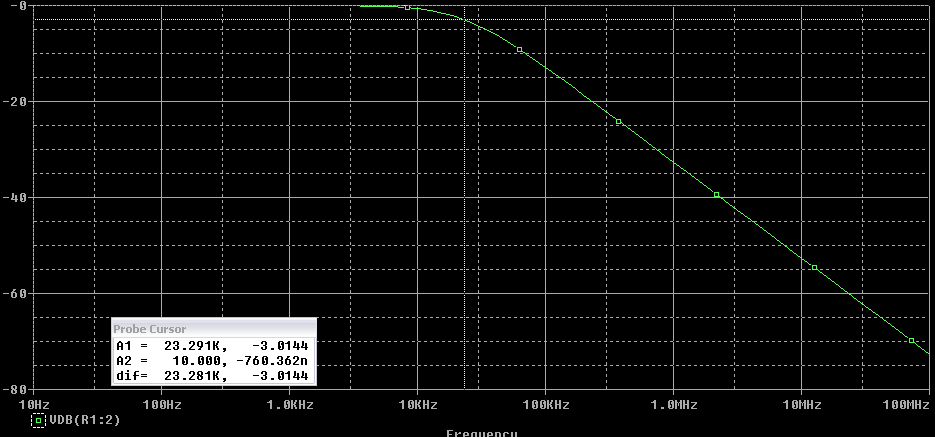 -0
-20
-40
-60
-80
Probe Cursor
A1 = 23.291K, -3.0144
A2 = 10.000, -760.362n
dif= 23.281K, -3.0144
10Hz 100Hz 1.0KHz 10KHz 100KHz 1.0MHz 10MHz 100MHz
VDB(R1:2)
Frequency